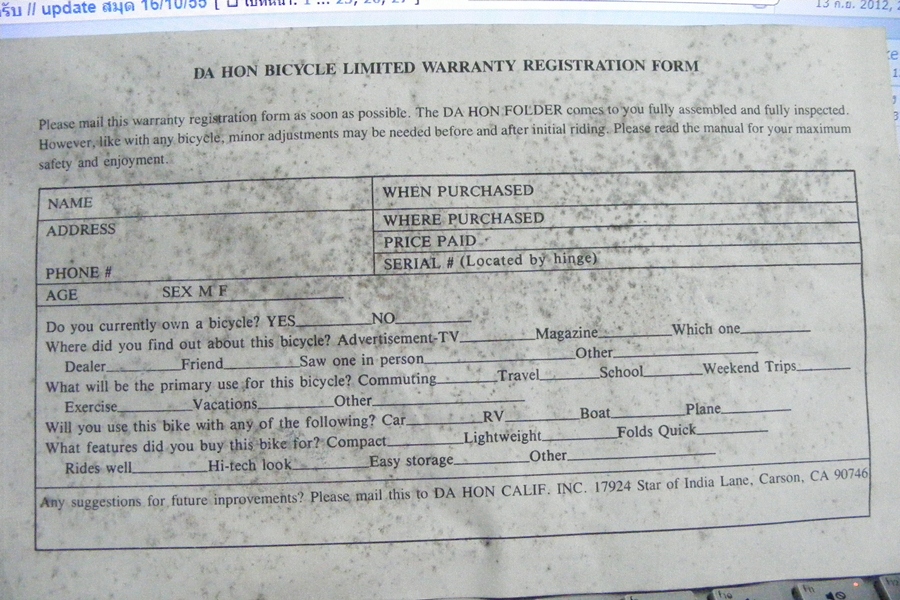 รับ // update สมุด 16/10/55 [
13 ก.ย. 2012,
DA HON BICYCLE LIMITED WARRANTY REGISTRATION FORM
Please mail this warranty registration form as soon as possible. The DA HON FOLDER comes to you fully assembled and fully inspected.
However, like with any bicycle, minor adjustments may be needed before and after initial riding. Please read the manual for your maximum
safety and enjoyment.
NAME
WHEN PURCHASED
ADDRESS
WHERE PURCHASED
PRICE PAID
PHONE #
SERIAL # (Located by hinge)
AGE SEX M F
Do you currently own a bicycle? YES NO
Where did you find out about this bicycle? Advertisement-TV Magazine Which one
Dealer Friend Saw one in person Other
What will be the primary use for this bicycle? Commuting Travel School Weekend Trips
Exercise Vacations Other
Will you use this bike with any of the following? Car RV Boat Plane
What features did you buy this bike for? Compact Lightweight Folds Quick
Rides well Hi-tech look Easy storage Other
Any suggestions for future inprovements? Please mail this to DA HON CALIF. INC. 17924 Star of India Lane, Carson, CA 90746